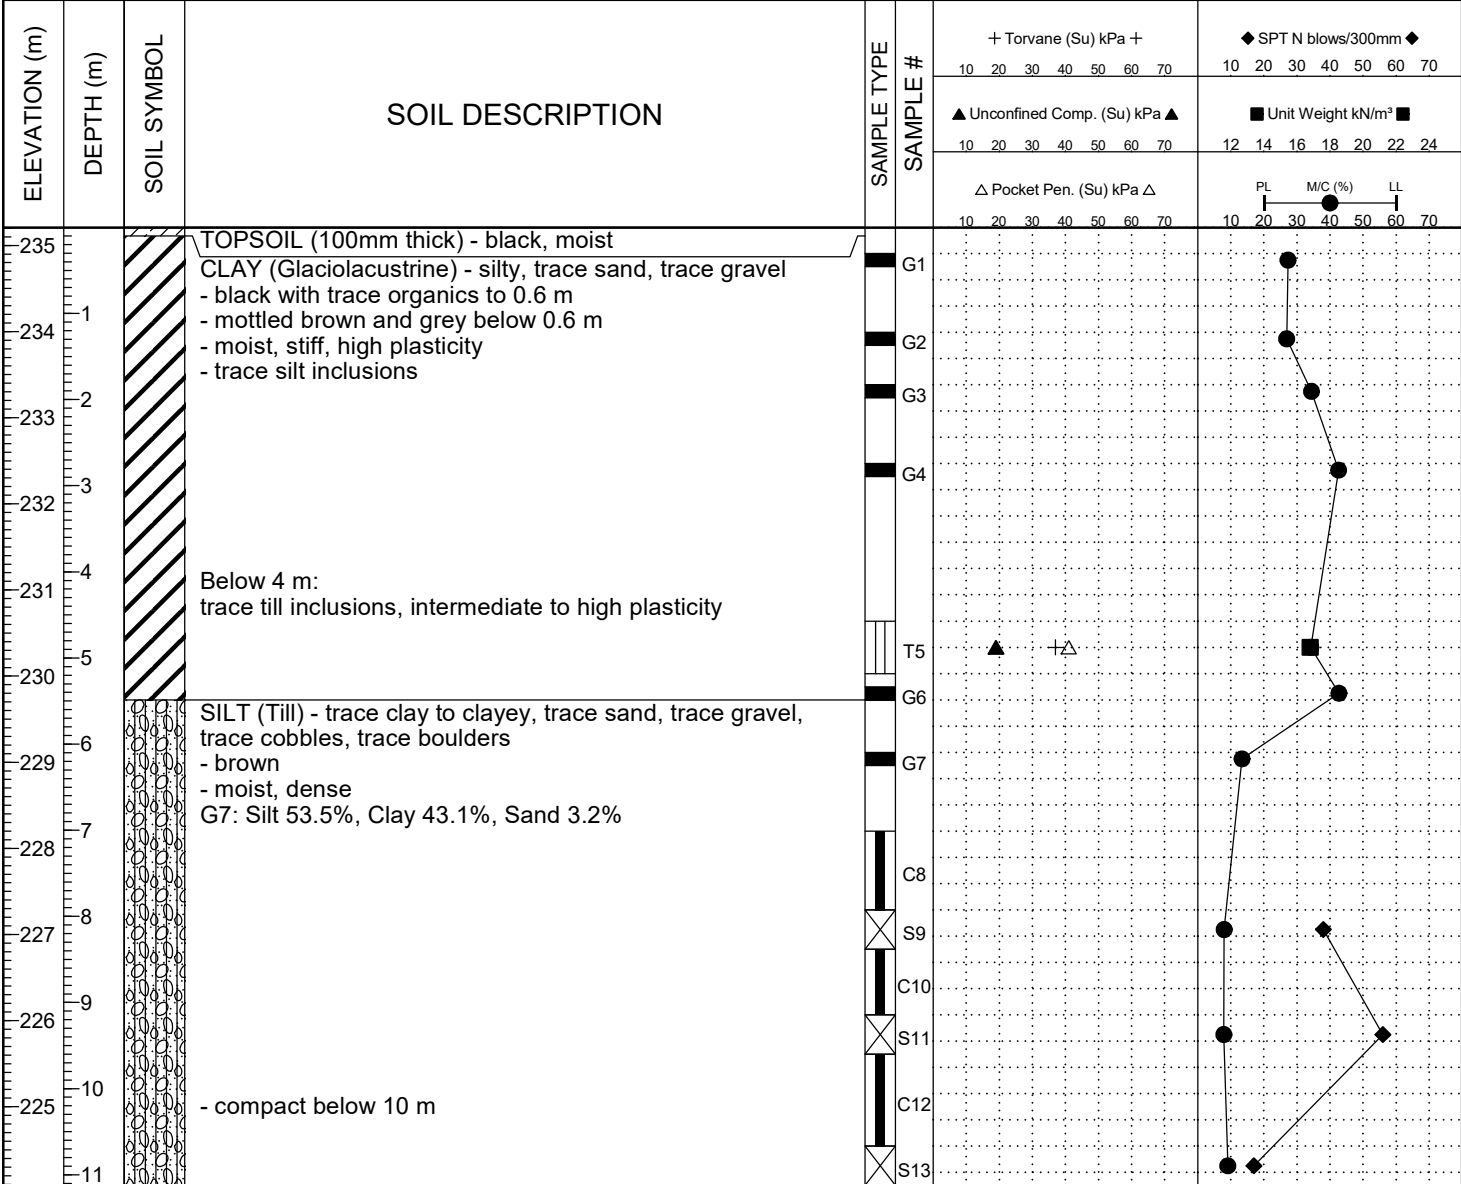 ELEVATION (m)
DEPTH (m)
SOIL SYMBOL
SOIL DESCRIPTION
SAMPLE TYPE
SAMPLE #
Torvane (Su) kPa
10 20 30 40 50 60 70
Unconfined Comp. (Su) kPa
10 20 30 40 50 60 70
Pocket Pen. (Su) kPa
10 20 30 40 50 60 70
SPT N blows/300mm
10 20 30 40 50 60 70
Unit Weight kN/m³
12 14 16 18 20 22 24
PL M/C (%) LL
10 20 30 40 50 60 70
235
TOPSOIL (100mm thick) - black, moist
G1
CLAY (Glaciolacustrine) - silty, trace sand, trace gravel
- black with trace organics to 0.6 m
1
- mottled brown and grey below 0.6 m
234
G2
- moist, stiff, high plasticity
- trace silt inclusions
G3
2
233
G4
3
232
4
Below 4 m:
231
trace till inclusions, intermediate to high plasticity
T5
5
230
G6
SILT (Till) - trace clay to clayey, trace sand, trace gravel,
trace cobbles, trace boulders
6
- brown
229
G7
- moist, dense
G7: Silt 53.5%, Clay 43.1%, Sand 3.2%
7
228
C8
8
227
S9
C10
9
226
S11
10
225
- compact below 10 m
C12
S13
11